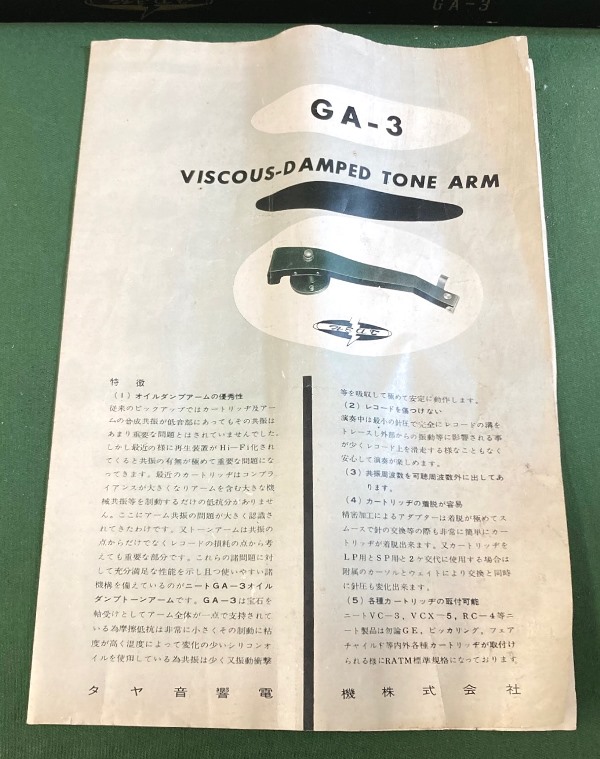 GA-3
GA-3
VISCOUS-DAMPED TONE ARM
特徴
(1) オイルダンプアームの優秀性
従来のピックアップではカートリッヂ及アー
ムの合成共振が低音部にあってもその共振は
あまり重要な問題とはされていませんでした。
しかし最近の様に再生装置がHi-Fi化され
てくると共振の有無が極めて重要な問題にな
ってきます。最近のカートリッヂはコンプラ
イアンスが大きくなりアームを含む大きな機
械共振等を制動するだけの低抗分がありませ
ん。ここにアーム共振の問題が大きく認識さ
れてきたわけです。又トーンアームは共振の
点からだけでなくレコードの損耗の点から考
えても重要な部分です。これらの諸問題に対
して充分満足な性能を示し且つ使いやすい諸
機構を備えているのがニートGA-3オイル
ダンプトーンアームです。GA-3は宝石を
軸受けとしてアーム全体が一点で支持されて
いる為摩擦抵抗は非常に小さくその制動に粘
度が高く温度によって変化の少いシリコンオ
イルを使用している為共振は少く又振動衝撃
等を吸収して極めて安定に動作します。
(2) レコードを傷つけない
演奏中は最小の針圧で完全にレコードの溝を
トレースし外部からの振動等に影響される事
が少くレコード上を滑走する様なこともなく
安心して演奏が楽しめます。
(3) 共振周波数を可聴周波数外に出してあ
ります。
(4) カートリッヂの着脱が容易
精密加工によるアダプターは着脱が極めてス
ムースで針の交換等の際も非常に簡単にカー
トリッヂが着脱出来ます。又カートリッヂを
LP用とSP用と2ケ交代に使用する場合は
附属のカーソルとウェイトにより交換と同時
に針圧も変化出来ます。
(5) 各種カートリッヂの取付可能
ニートVC-3, VCX-5, RC-4等ニ
ート製品は勿論GE, ピッカリング, フェア
チャイルド等内外各種カートリッヂが取付け
られる様にRATM標準規格になっております
タヤ音響電機株式会社